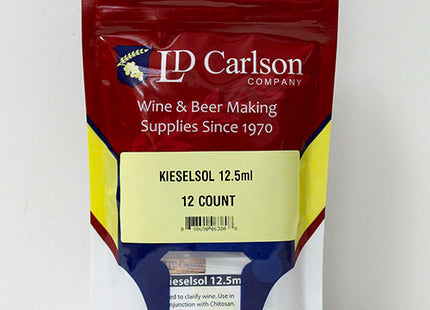 LD Carlson
COMPANY
Wine & Beer Making
Supplies Since 1970
KIESELSOL 12.5ml
12 COUNT
ieselsol 12.5m
ed to clarify wine. Use in
njunction with Chitosan.